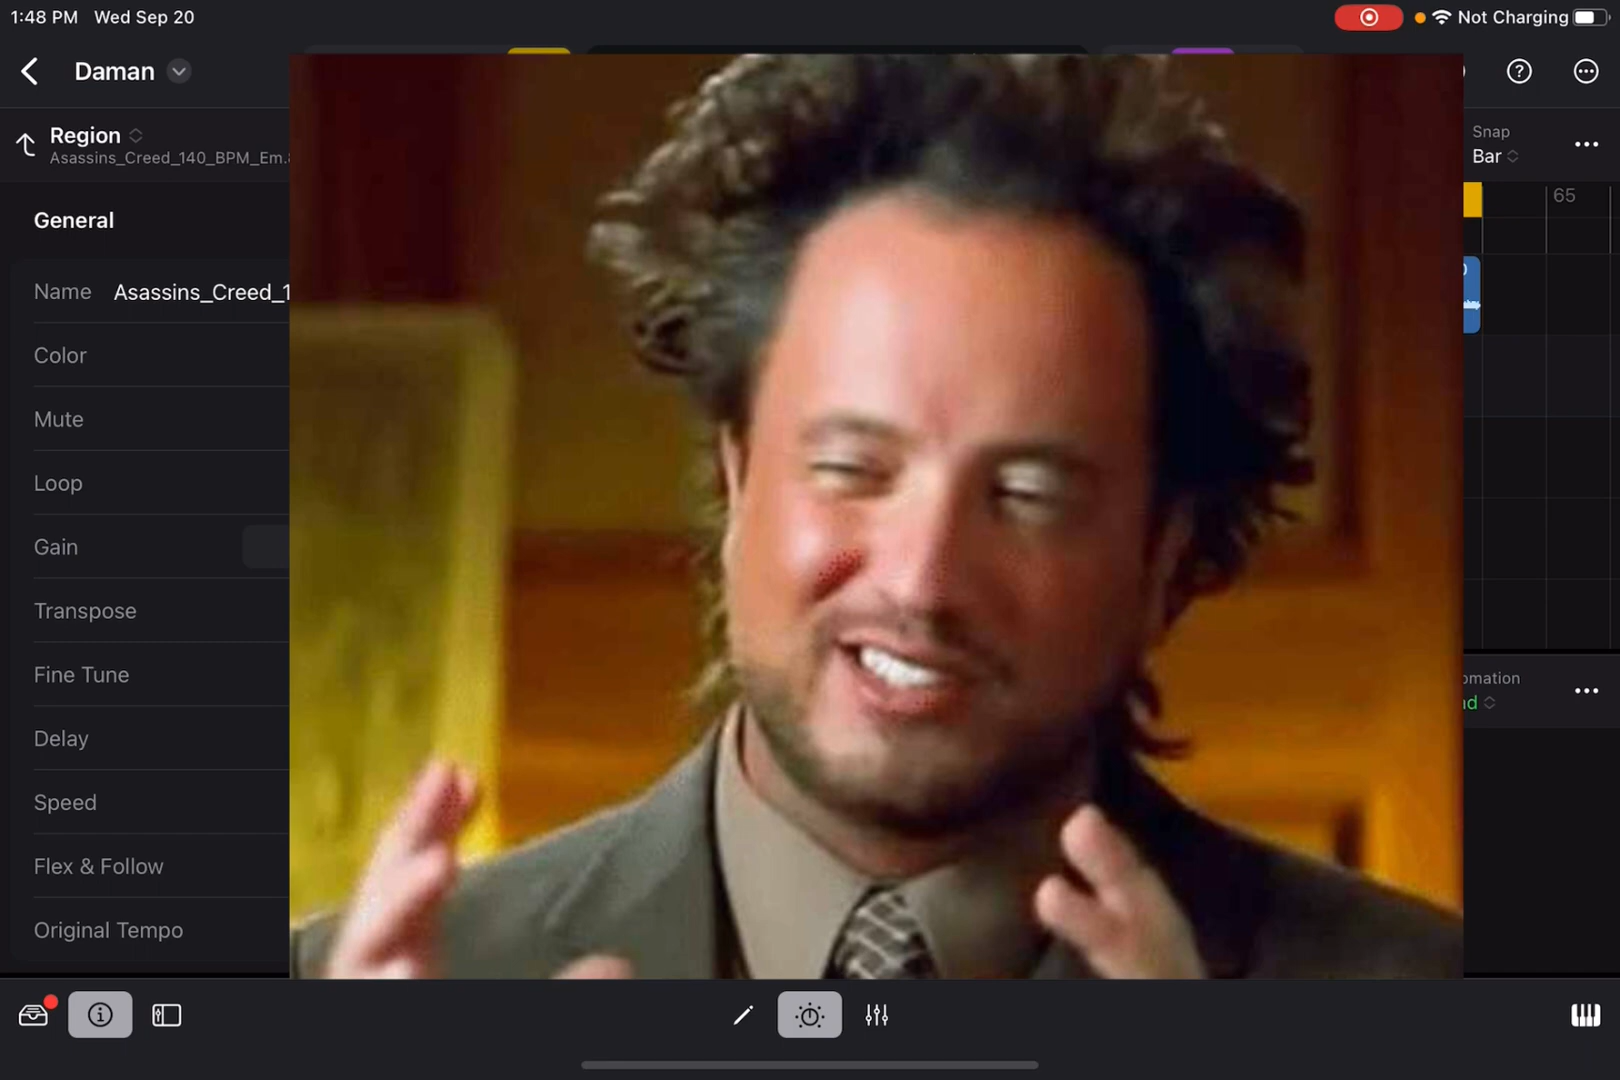 1:48 PM Wed Sep 20
Not Charging
Daman
Region
Asassins_Creed_140_BPM_Em.
Snap
Bar
65
General
Name Asassins_Creed_1
Color
Mute
Loop
Gain
Transpose
Fine Tune
Delay
Speed
Flex & Follow
Original Tempo
omation
nd